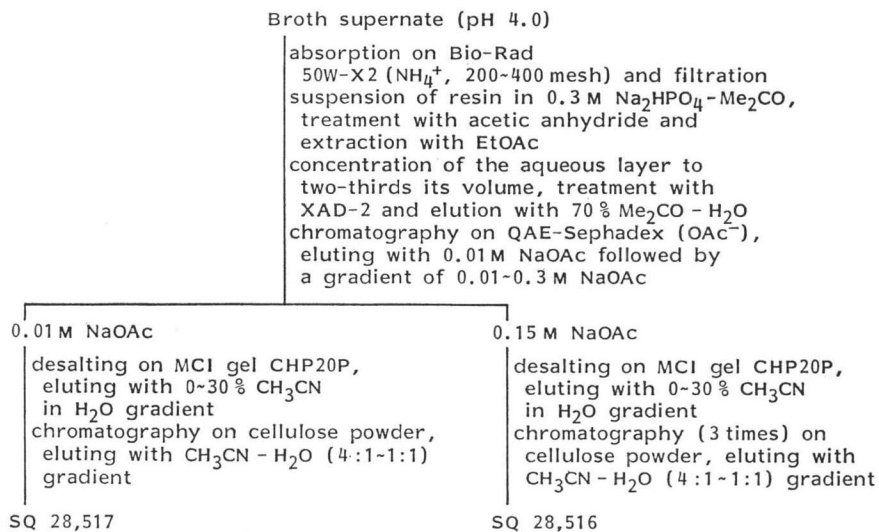 Broth supernate (pH 4.0)
absorption on Bio-Rad
50W-X2 (NH₄⁺, 200~400 mesh) and filtration
suspension of resin in 0.3 M Na₂HPO₄-Me₂CO,
treatment with acetic anhydride and
extraction with EtOAc
concentration of the aqueous layer to
two-thirds its volume, treatment with
XAD-2 and elution with 70 % Me₂CO - H₂O
chromatography on QAE-Sephadex (OAc⁻),
eluting with 0.01 M NaOAc followed by
a gradient of 0.01~0.3 M NaOAc
0.01 M NaOAc
desalting on MCI gel CHP20P,
eluting with 0~30 % CH₃CN
in H₂O gradient
chromatography on cellulose powder,
eluting with CH₃CN - H₂O (4:1~1:1)
gradient
SQ 28,517
0.15 M NaOAc
desalting on MCI gel CHP20P,
eluting with 0~30 % CH₃CN
in H₂O gradient
chromatography (3 times) on
cellulose powder, eluting with
CH₃CN - H₂O (4:1~1:1) gradient
SQ 28,516